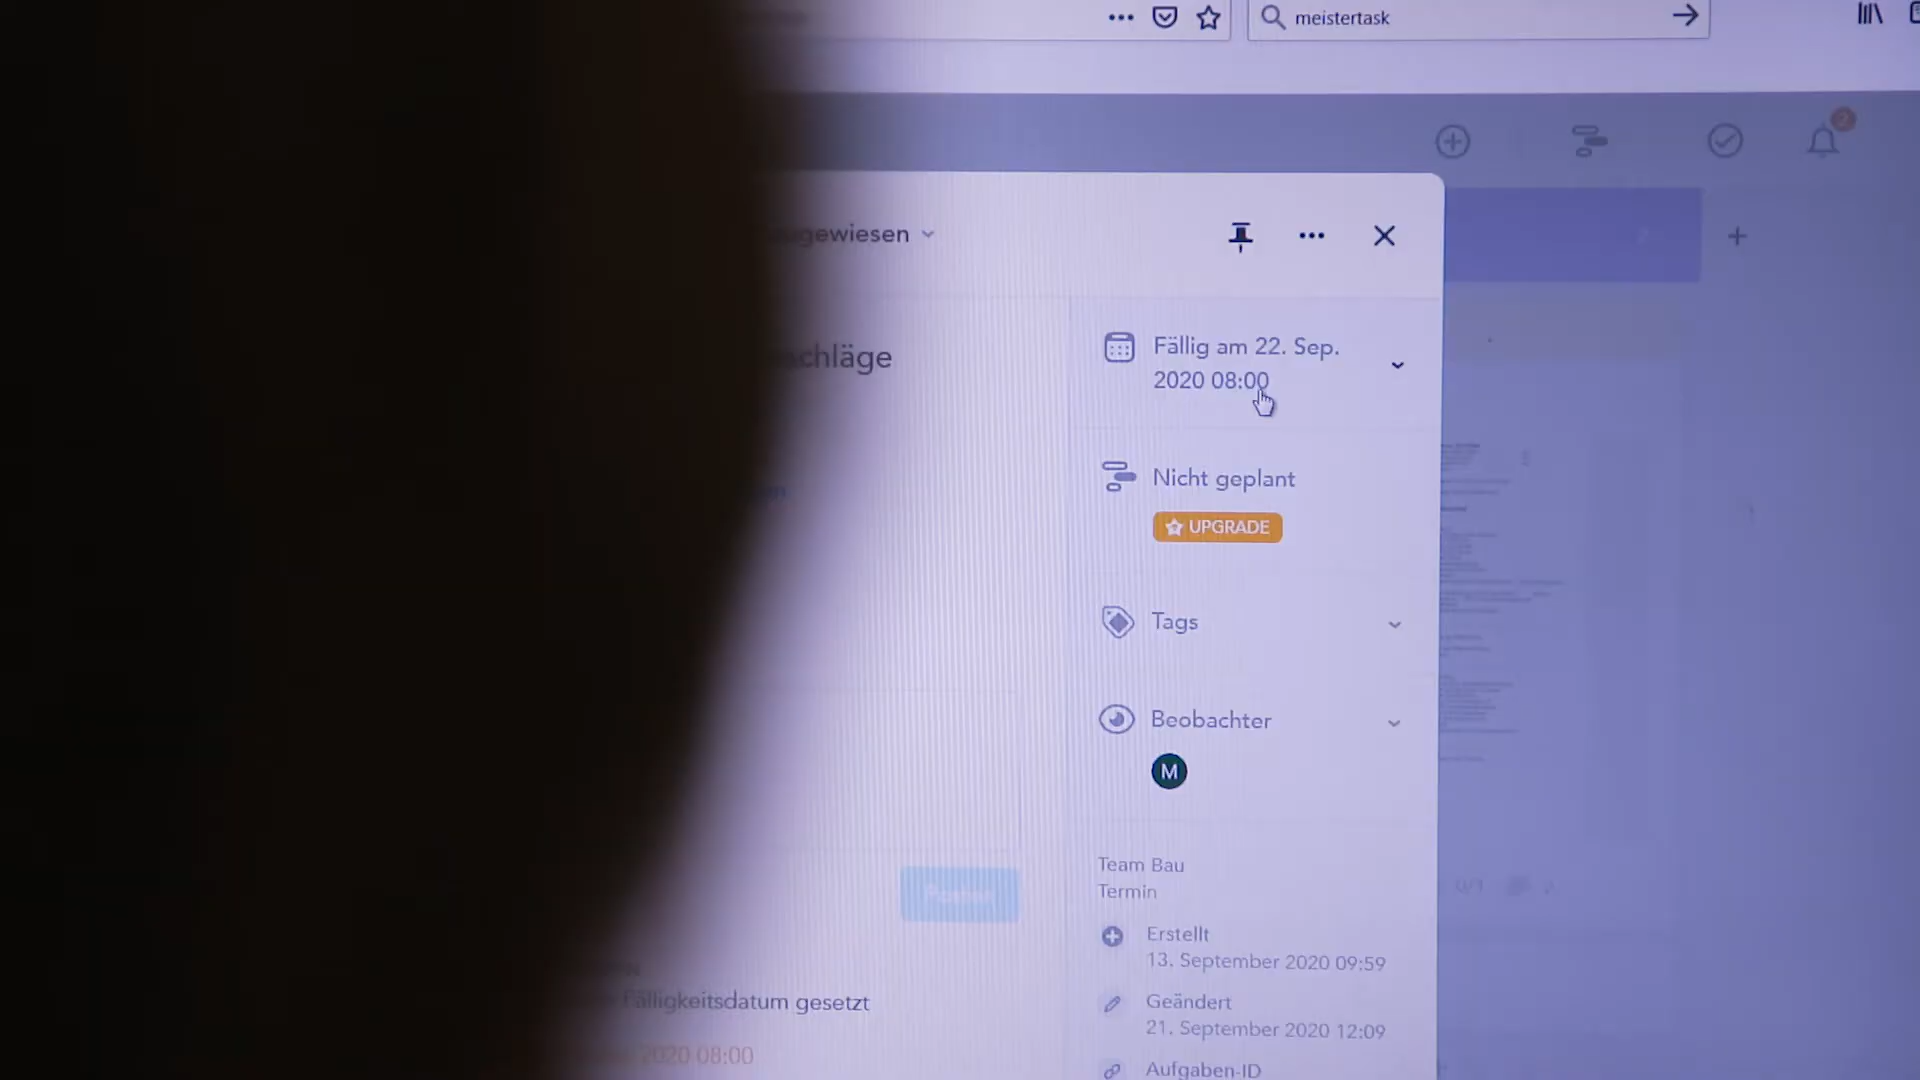 meistertask
gewiesen
schläge
Fällig am 22. Sep.
2020 08:00
Nicht geplant
UPGRADE
Tags
Beobachter
M
Team Bau
Termin
Erstellt
13. September 2020 09:59
Fälligkeitsdatum gesetzt
Geändert
21. September 2020 12:09
2020 08:00
Aufgaben-ID